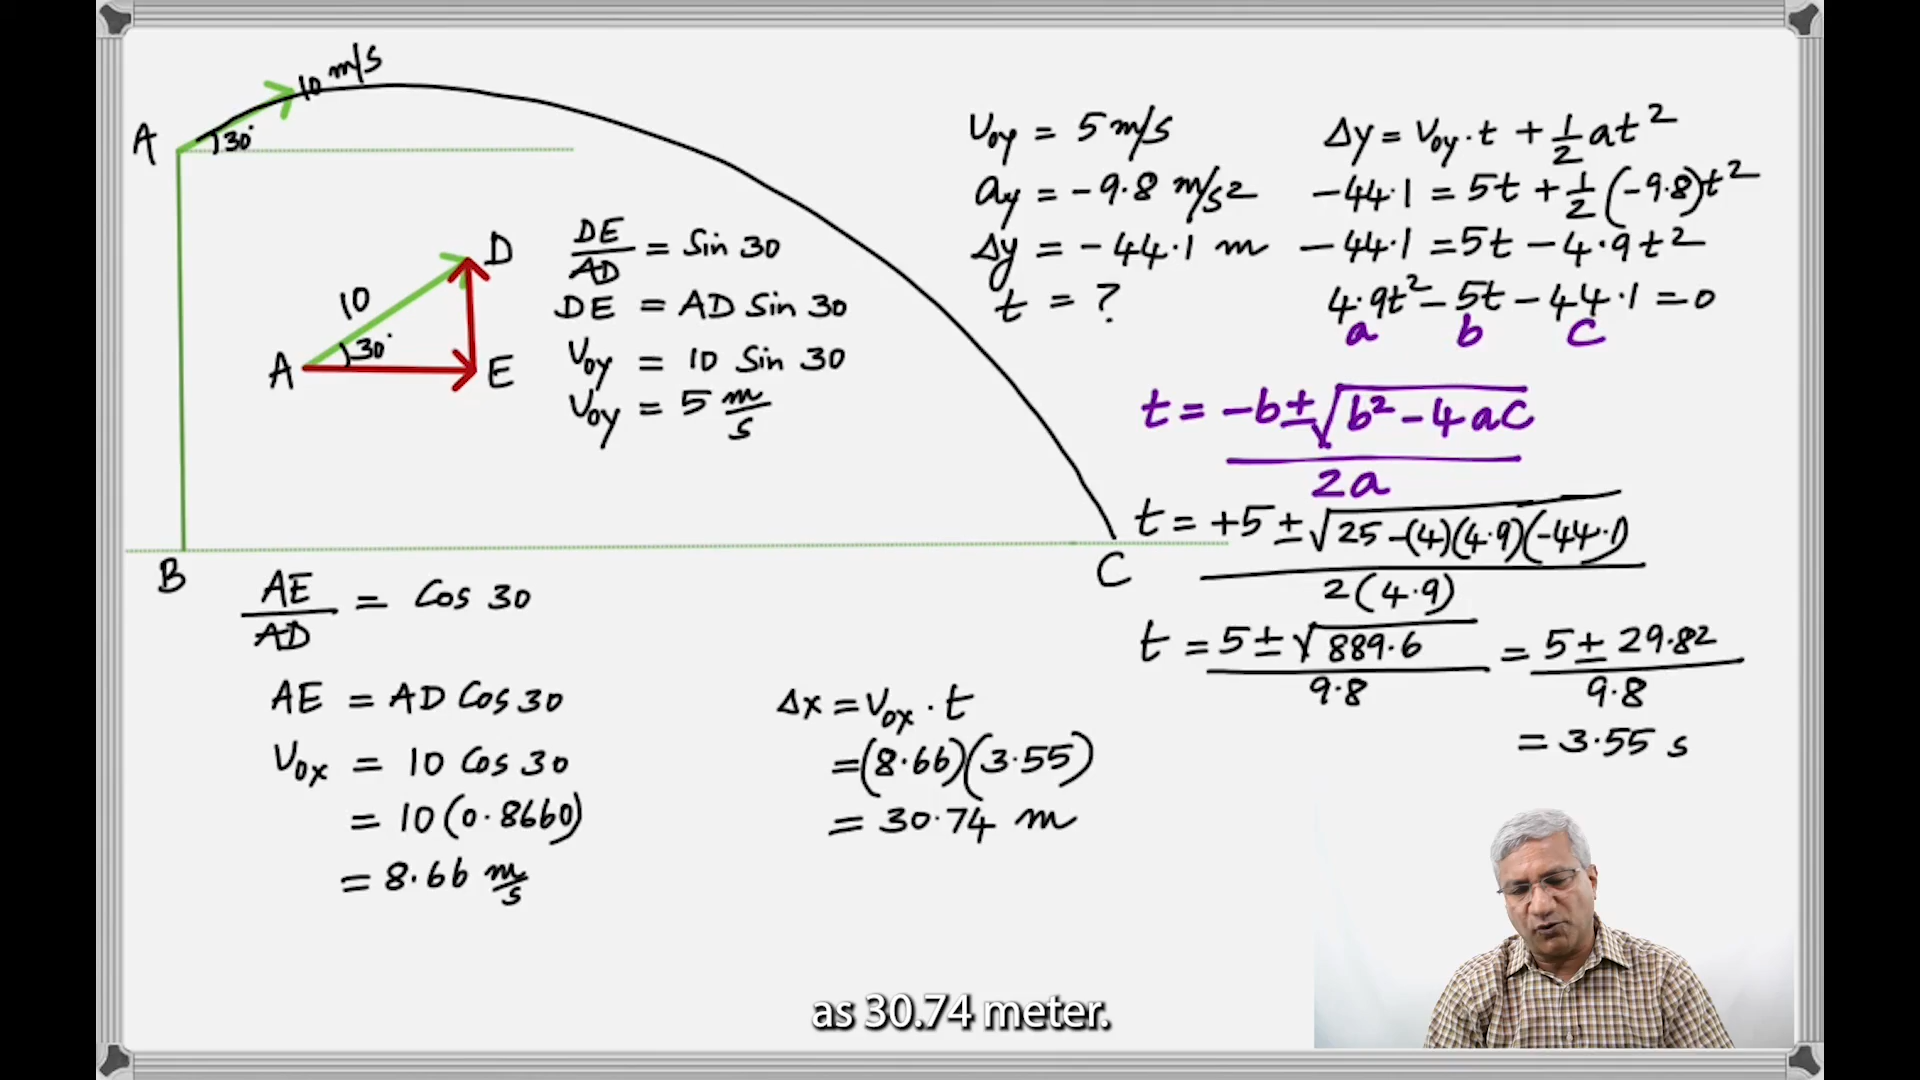 10 m/s
A
30°
D
10
30°
A
E
DE/AD = Sin 30
DE = AD Sin 30
Voy = 10 Sin 30
Voy = 5 m/s
B
C
AE/AD = Cos 30
AE = AD Cos 30
Vox = 10 Cos 30
= 10 (0.8660)
= 8.66 m/s
Δx = Vox . t
= (8.66)(3.55)
= 30.74 m
Voy = 5 m/s
ay = -9.8 m/s2
Δy = -44.1 m
t = ?
Δy = Voy . t + 1/2 at²
-44.1 = 5t + 1/2 (-9.8)t²
-44.1 = 5t - 4.9t²
4.9t² - 5t - 44.1 = 0
a b c
t = -b ± √b² - 4ac / 2a
t = +5 ± √25 - (4)(4.9)(-44.1) / 2(4.9)
t = 5 ± √889.6 / 9.8 = 5 ± 29.82 / 9.8
= 3.55 s
as 30.74 meter.